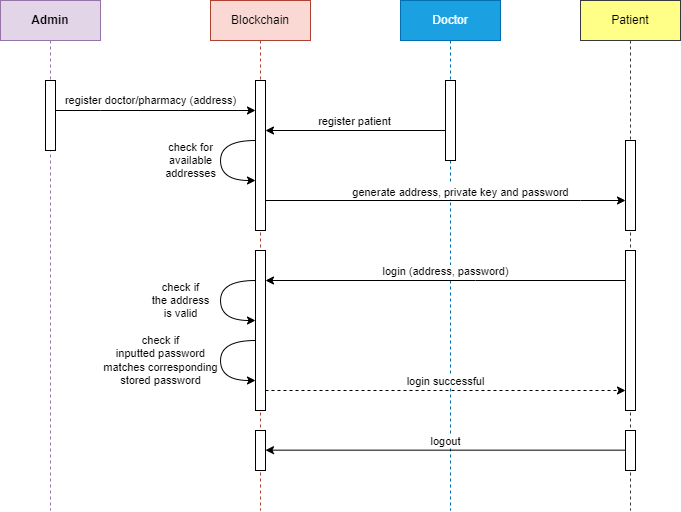 Admin
Blockchain
Doctor
Patient
register doctor/pharmacy (address)
register patient
check for
available
addresses
generate address, private key and password
login (address, password)
check if
the address
is valid
check if
inputted password
matches corresponding
stored password
login successful
logout